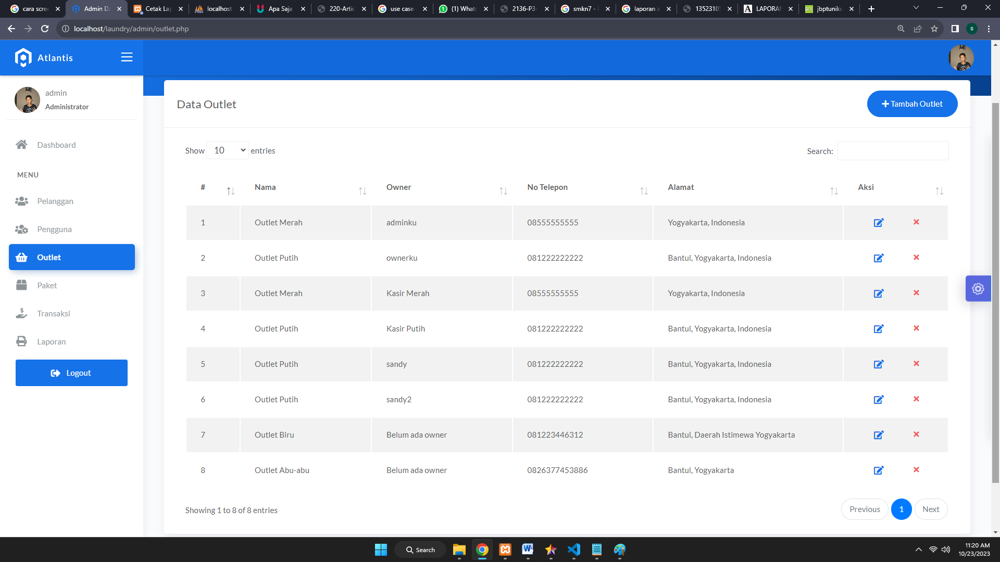 cara scree
Admin Da
Cetak Lap
localhost
Apa Saja
220-Artic
use case
(1) Whats
2136-P3-
smkn7 -
laporan a
1352310
LAPORAN
jbptuniko
localhost/laundry/admin/outlet.php
S
Atlantis
admin
Administrator
Dashboard
MENU
Pelanggan
Pengguna
Outlet
Paket
Transaksi
Laporan
Logout
Data Outlet
Tambah Outlet
Show 10 entries
Search:
# Nama Owner No Telepon Alamat Aksi
1 Outlet Merah adminku 08555555555 Yogyakarta, Indonesia
2 Outlet Putih ownerku 081222222222 Bantul, Yogyakarta, Indonesia
3 Outlet Merah Kasir Merah 08555555555 Yogyakarta, Indonesia
4 Outlet Putih Kasir Putih 081222222222 Bantul, Yogyakarta, Indonesia
5 Outlet Putih sandy 081222222222 Bantul, Yogyakarta, Indonesia
6 Outlet Putih sandy2 081222222222 Bantul, Yogyakarta, Indonesia
7 Outlet Biru Belum ada owner 081223446312 Bantul, Daerah Istimewa Yogyakarta
8 Outlet Abu-abu Belum ada owner 0826377453886 Bantul, Yogyakarta
Showing 1 to 8 of 8 entries
Previous 1 Next
Search
11:20 AM
10/23/2023